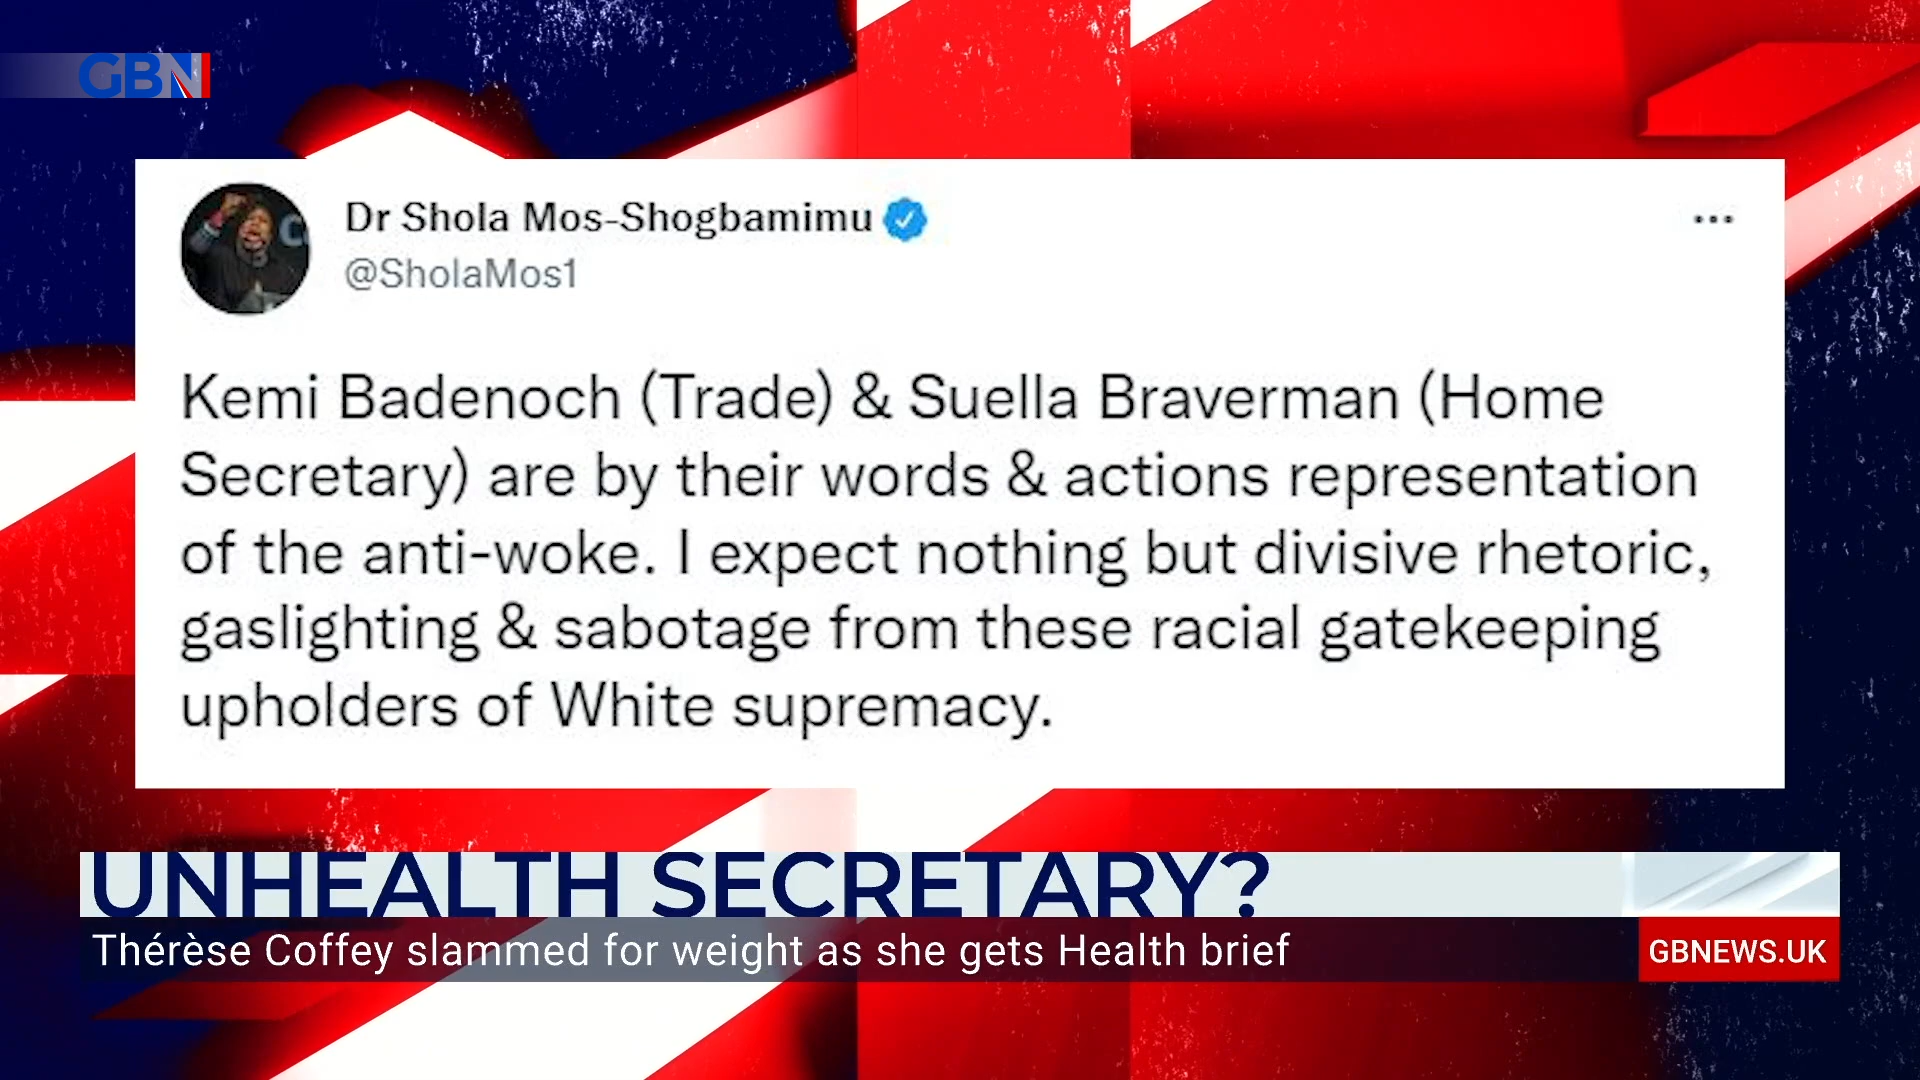 GBN
Dr Shola Mos-Shogbamimu
@SholaMos1
Kemi Badenoch (Trade) & Suella Braverman (Home
Secretary) are by their words & actions representation
of the anti-woke. I expect nothing but divisive rhetoric,
gaslighting & sabotage from these racial gatekeeping
upholders of White supremacy.
UNHEALTH SECRETARY?
Thérèse Coffey slammed for weight as she gets Health brief
GBNEWS.UK